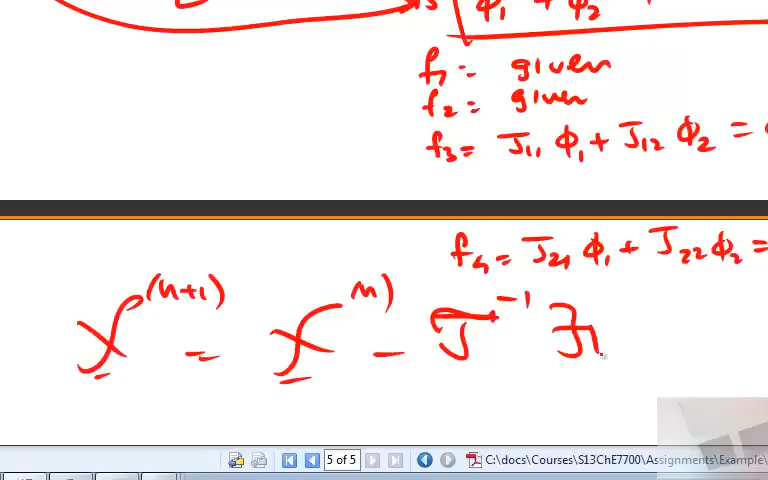 φ₁ + φ₂
f₁ = given
f₂ = given
f₃ = J₁₁ φ₁ + J₁₂ φ₂ =
f₄ = J₂₁ φ₁ + J₂₂ φ₂ =
X⁽ⁿ⁺¹⁾ = X ⁿ⁾ - J⁻¹
5 of 5
C:\docs\Courses\S13ChE7700\Assignments\Example\